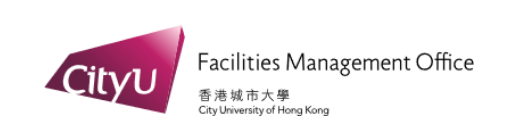 CityU
Facilities Management Office
香港城市大學
City University of Hong Kong